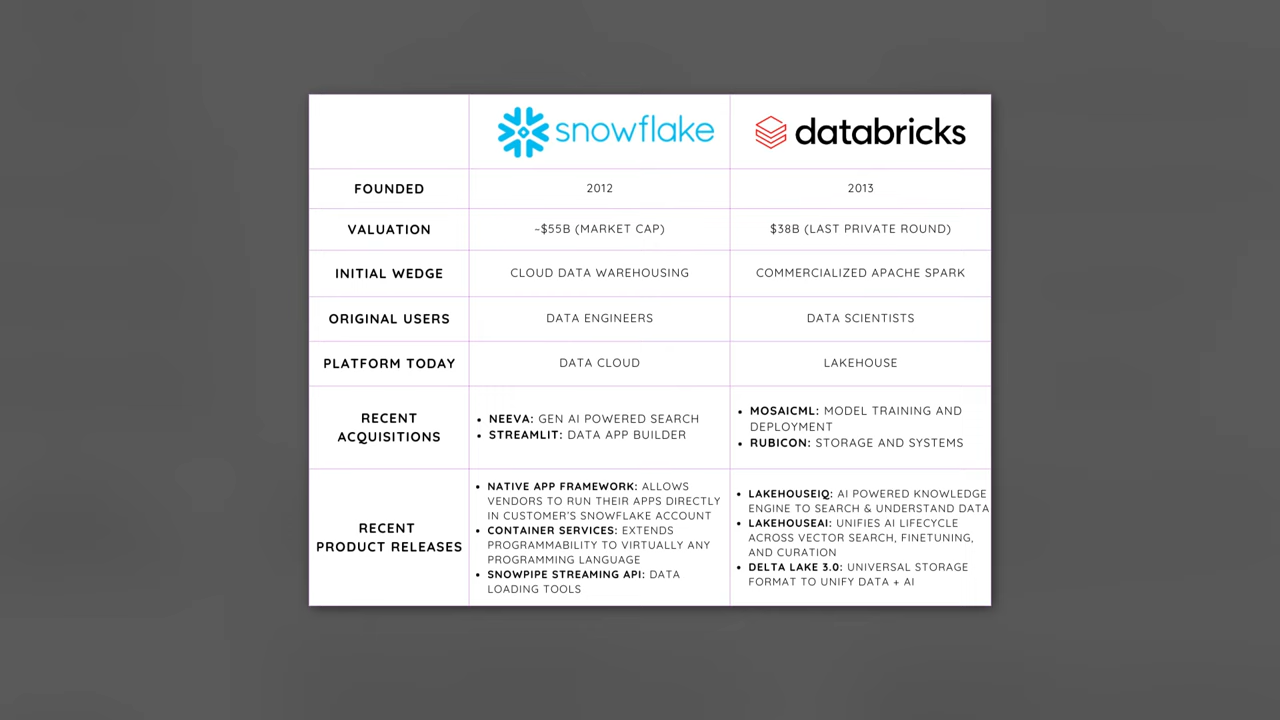 snowflake
databricks
FOUNDED
2012
2013
VALUATION
~$55B (MARKET CAP)
$38B (LAST PRIVATE ROUND)
INITIAL WEDGE
CLOUD DATA WAREHOUSING
COMMERCIALIZED APACHE SPARK
ORIGINAL USERS
DATA ENGINEERS
DATA SCIENTISTS
PLATFORM TODAY
DATA CLOUD
LAKEHOUSE
RECENT
ACQUISITIONS
• NEEVA: GEN AI POWERED SEARCH
• STREAMLIT: DATA APP BUILDER
• MOSAICML: MODEL TRAINING AND
DEPLOYMENT
• RUBICON: STORAGE AND SYSTEMS
RECENT
PRODUCT RELEASES
• NATIVE APP FRAMEWORK: ALLOWS
VENDORS TO RUN THEIR APPS DIRECTLY
IN CUSTOMER'S SNOWFLAKE ACCOUNT
• CONTAINER SERVICES: EXTENDS
PROGRAMMABILITY TO VIRTUALLY ANY
PROGRAMMING LANGUAGE
• SNOWPIPE STREAMING API: DATA
LOADING TOOLS
• LAKEHOUSEIQ: AI POWERED KNOWLEDGE
ENGINE TO SEARCH & UNDERSTAND DATA
• LAKEHOUSEAI: UNIFIES AI LIFECYCLE
ACROSS VECTOR SEARCH, FINETUNING,
AND CURATION
• DELTA LAKE 3.0: UNIVERSAL STORAGE
FORMAT TO UNIFY DATA + AI